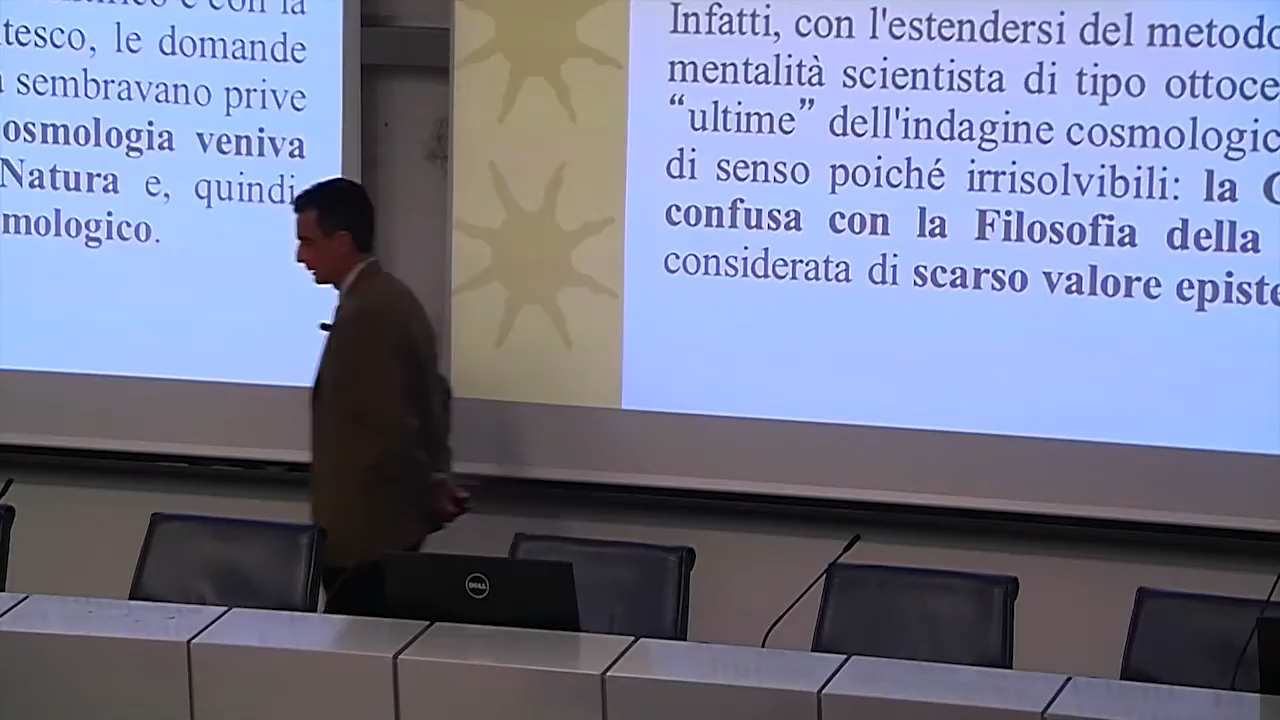 la
tesco, le domande
sembravano prive
osmologia veniva
Natura e, quindi
mologico.
Infatti, con l'estendersi del metodo
mentalità scientista di tipo ottoce
“ultime” dell'indagine cosmologic
di senso poiché irrisolvibili: la C
confusa con la Filosofia della
considerata di scarso valore episte
DELL